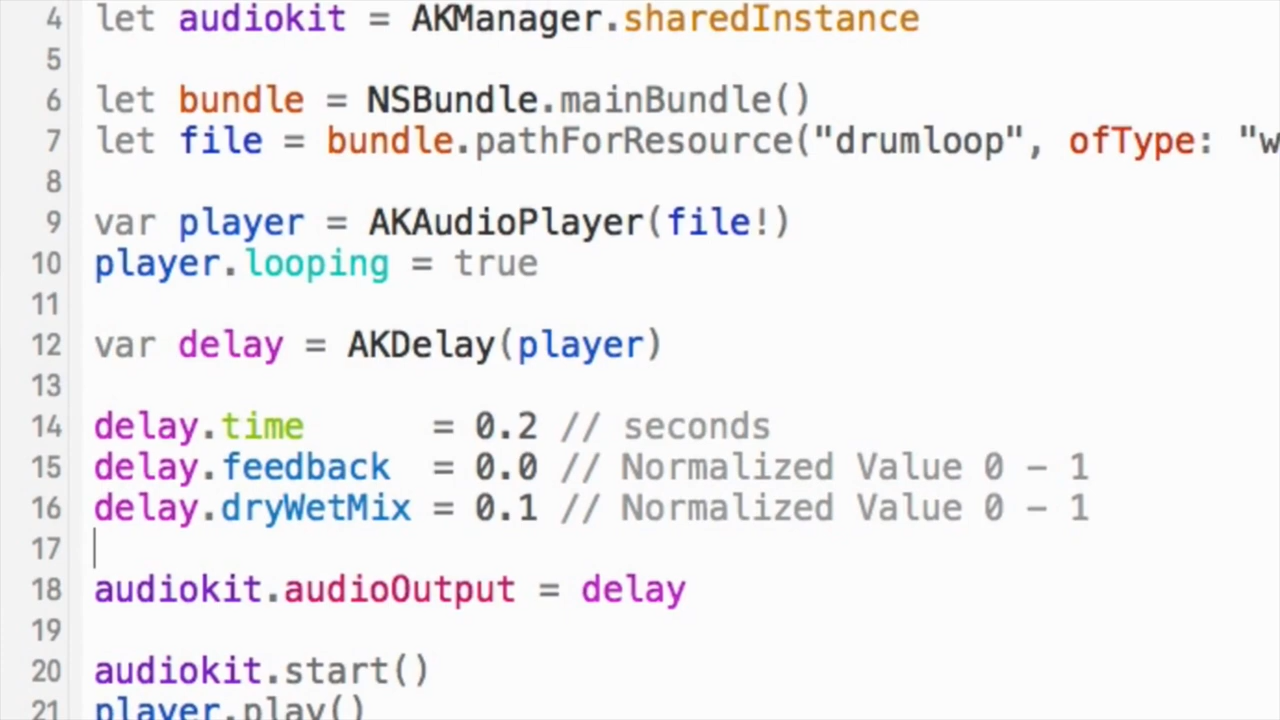 4 let audiokit = AKManager.sharedInstance
5
6 let bundle = NSBundle.mainBundle()
7 let file = bundle.pathForResource("drumloop", ofType: "w
8
9 var player = AKAudioPlayer(file!)
10 player.looping = true
11
12 var delay = AKDelay(player)
13
14 delay.time      = 0.2 // seconds
15 delay.feedback  = 0.0 // Normalized Value 0 - 1
16 delay.dryWetMix = 0.1 // Normalized Value 0 - 1
17
18 audiokit.audioOutput = delay
19
20 audiokit.start()
21 player.play()